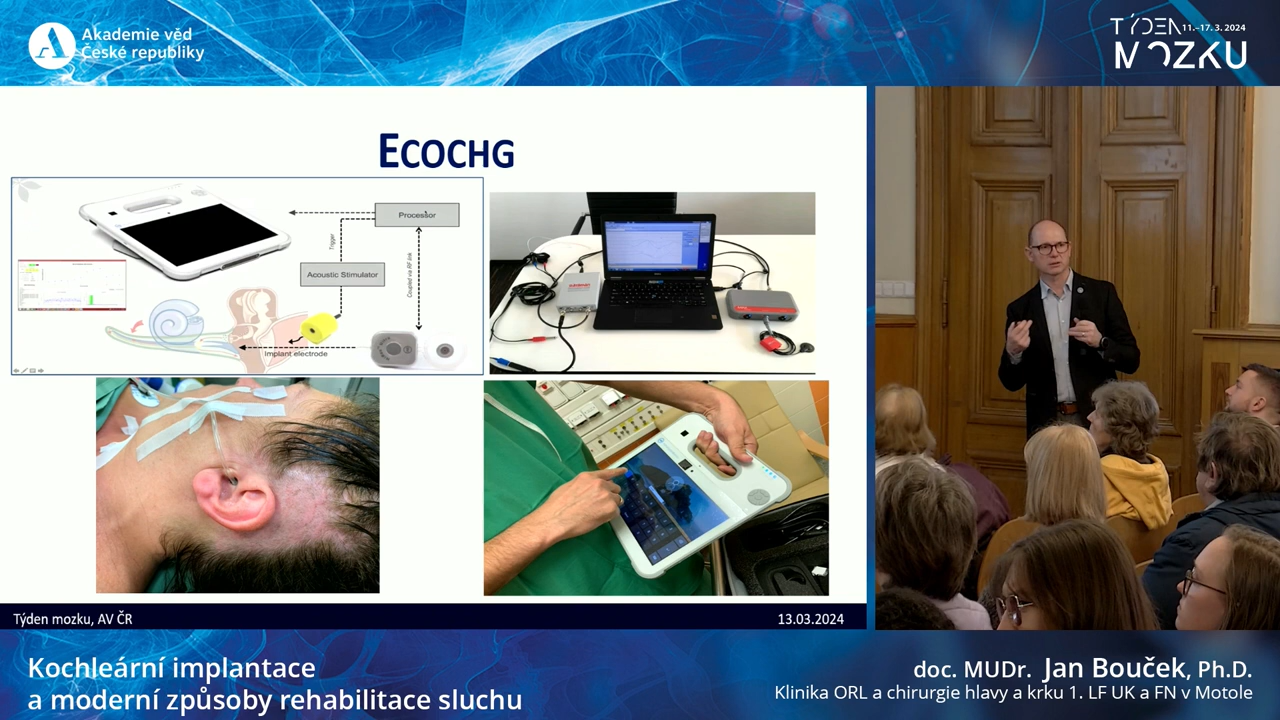 Akademie věd
České republiky
TÝDEN 11.–17. 3. 2024
MOZKU
ECOCHG
Processor
Trigger
Acoustic Stimulator
Coupled via RF link
Implant electrode
Týden mozku, AV ČR
13.03.2024
Kochleární implantace
a moderní způsoby rehabilitace sluchu
doc. MUDr. Jan Bouček, Ph.D.
Klinika ORL a chirurgie hlavy a krku 1. LF UK a FN v Motole